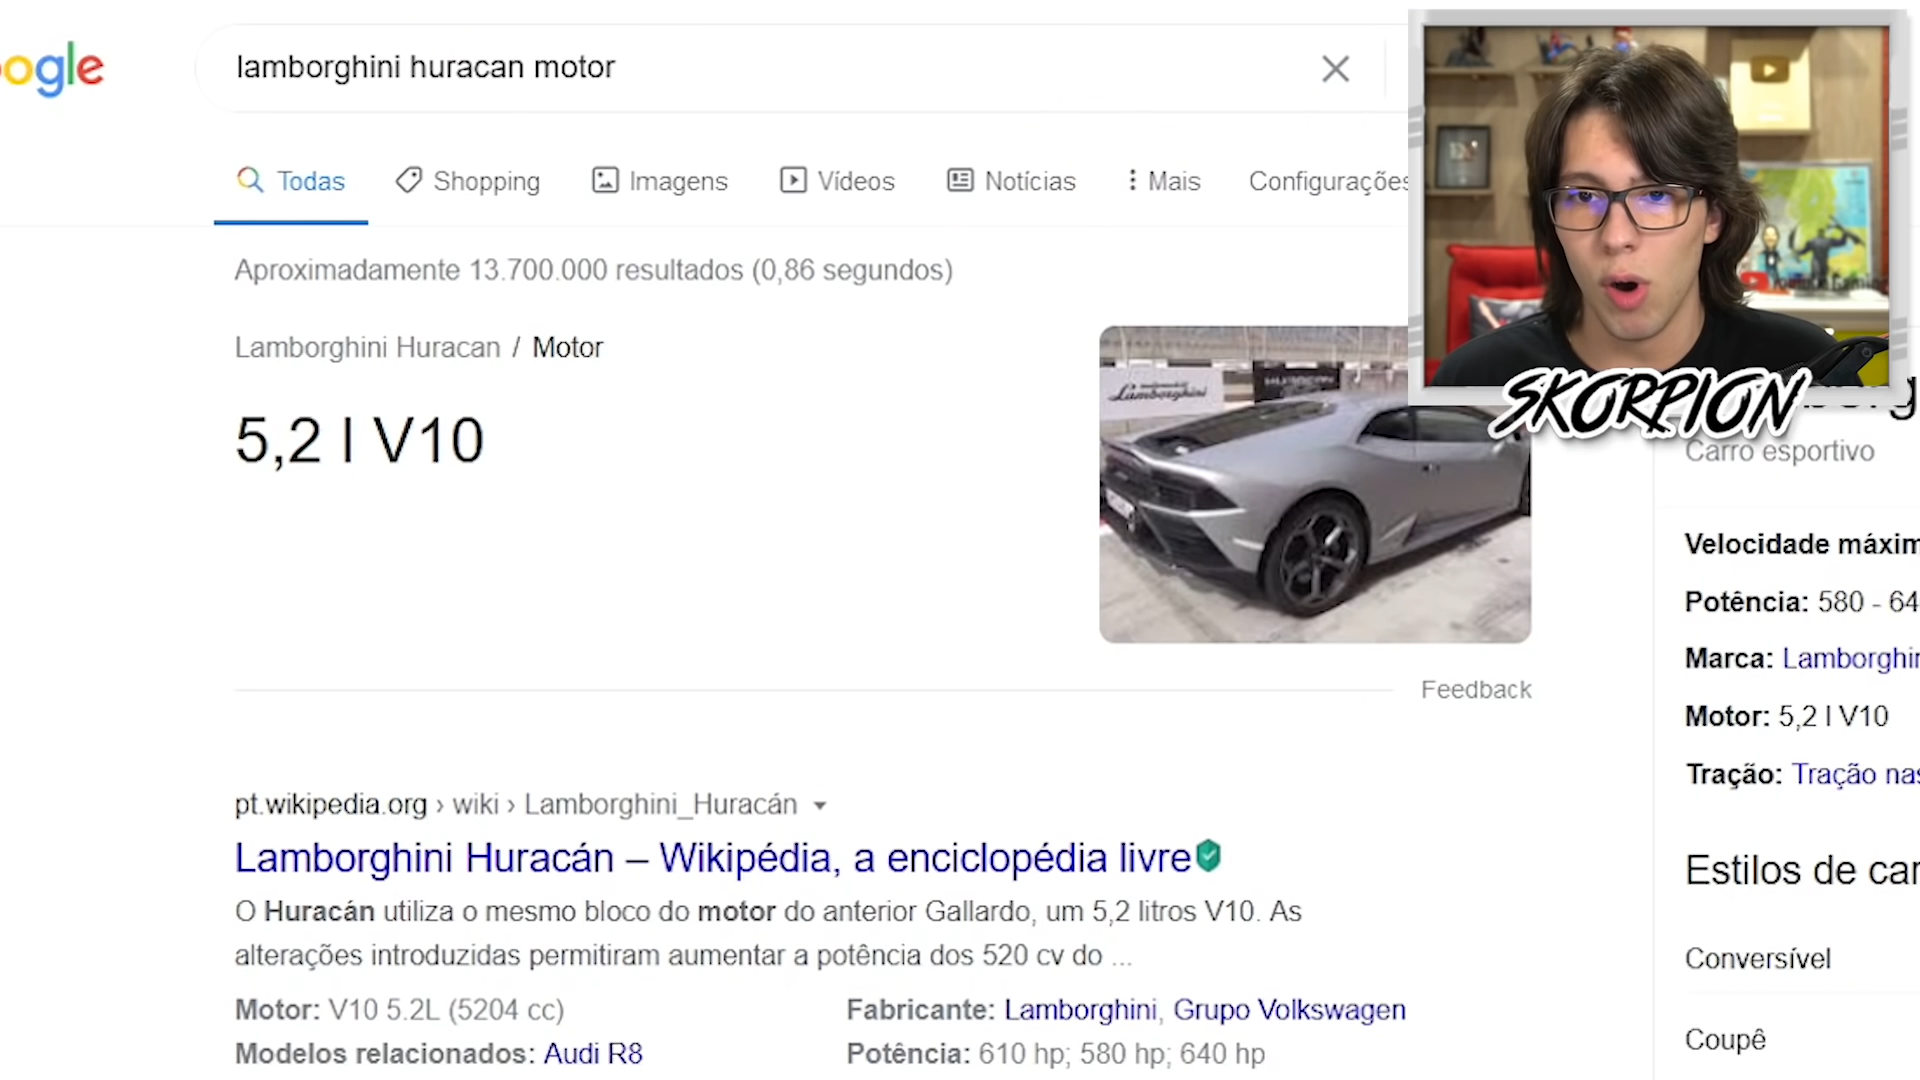 oogle
lamborghini huracan motor
Todas
Shopping
Imagens
Vídeos
Notícias
Mais
Configurações
Aproximadamente 13.700.000 resultados (0,86 segundos)
Lamborghini Huracan / Motor
5,2 l V10
Lamborghini
SKORPION
Carro esportivo
Velocidade máxim
Potência: 580 - 64
Marca: Lamborghin
Motor: 5,2 l V10
Tração: Tração nas
Feedback
pt.wikipedia.org › wiki › Lamborghini_Huracán
Lamborghini Huracán – Wikipédia, a enciclopédia livre
O Huracán utiliza o mesmo bloco do motor do anterior Gallardo, um 5,2 litros V10. As
alterações introduzidas permitiram aumentar a potência dos 520 cv do ...
Motor: V10 5.2L (5204 cc)
Fabricante: Lamborghini, Grupo Volkswagen
Modelos relacionados: Audi R8
Potência: 610 hp; 580 hp; 640 hp
Estilos de car
Conversível
Coupê